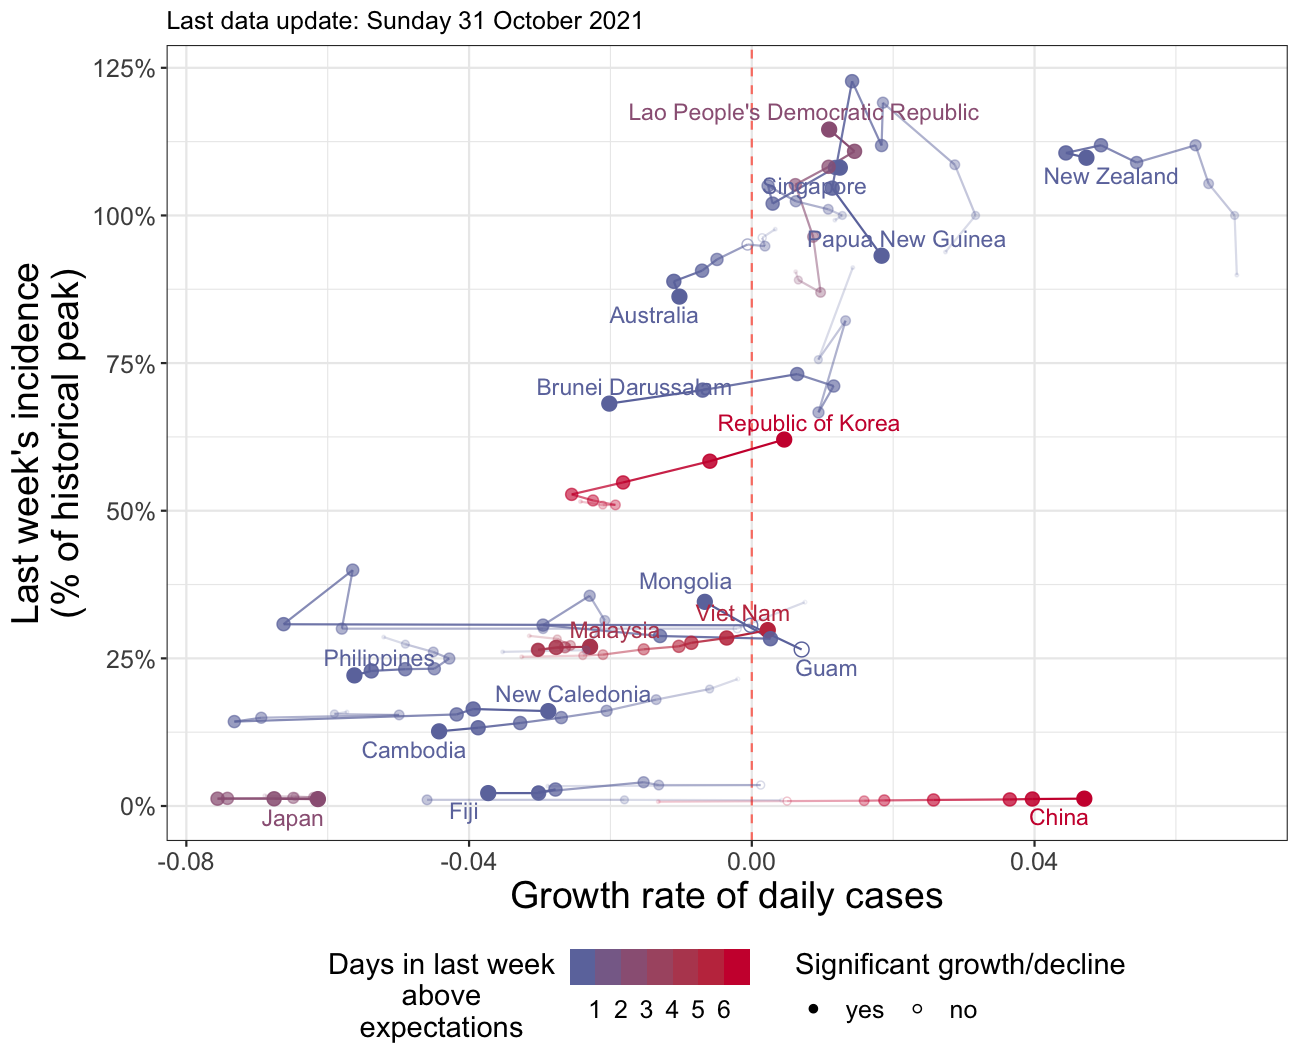 Last data update: Sunday 31 October 2021
125%
100%
75%
50%
25%
0%
Last week's incidence
(% of historical peak)
Lao People's Democratic Republic
New Zealand
Singapore
Papua New Guinea
Australia
Brunei Darussalam
Republic of Korea
Mongolia
Viet Nam
Malaysia
Philippines
Guam
New Caledonia
Cambodia
Fiji
Japan
China
-0.08
-0.04
0.00
0.04
Growth rate of daily cases
Days in last week
above
expectations
1 2 3 4 5 6
Significant growth/decline
yes no